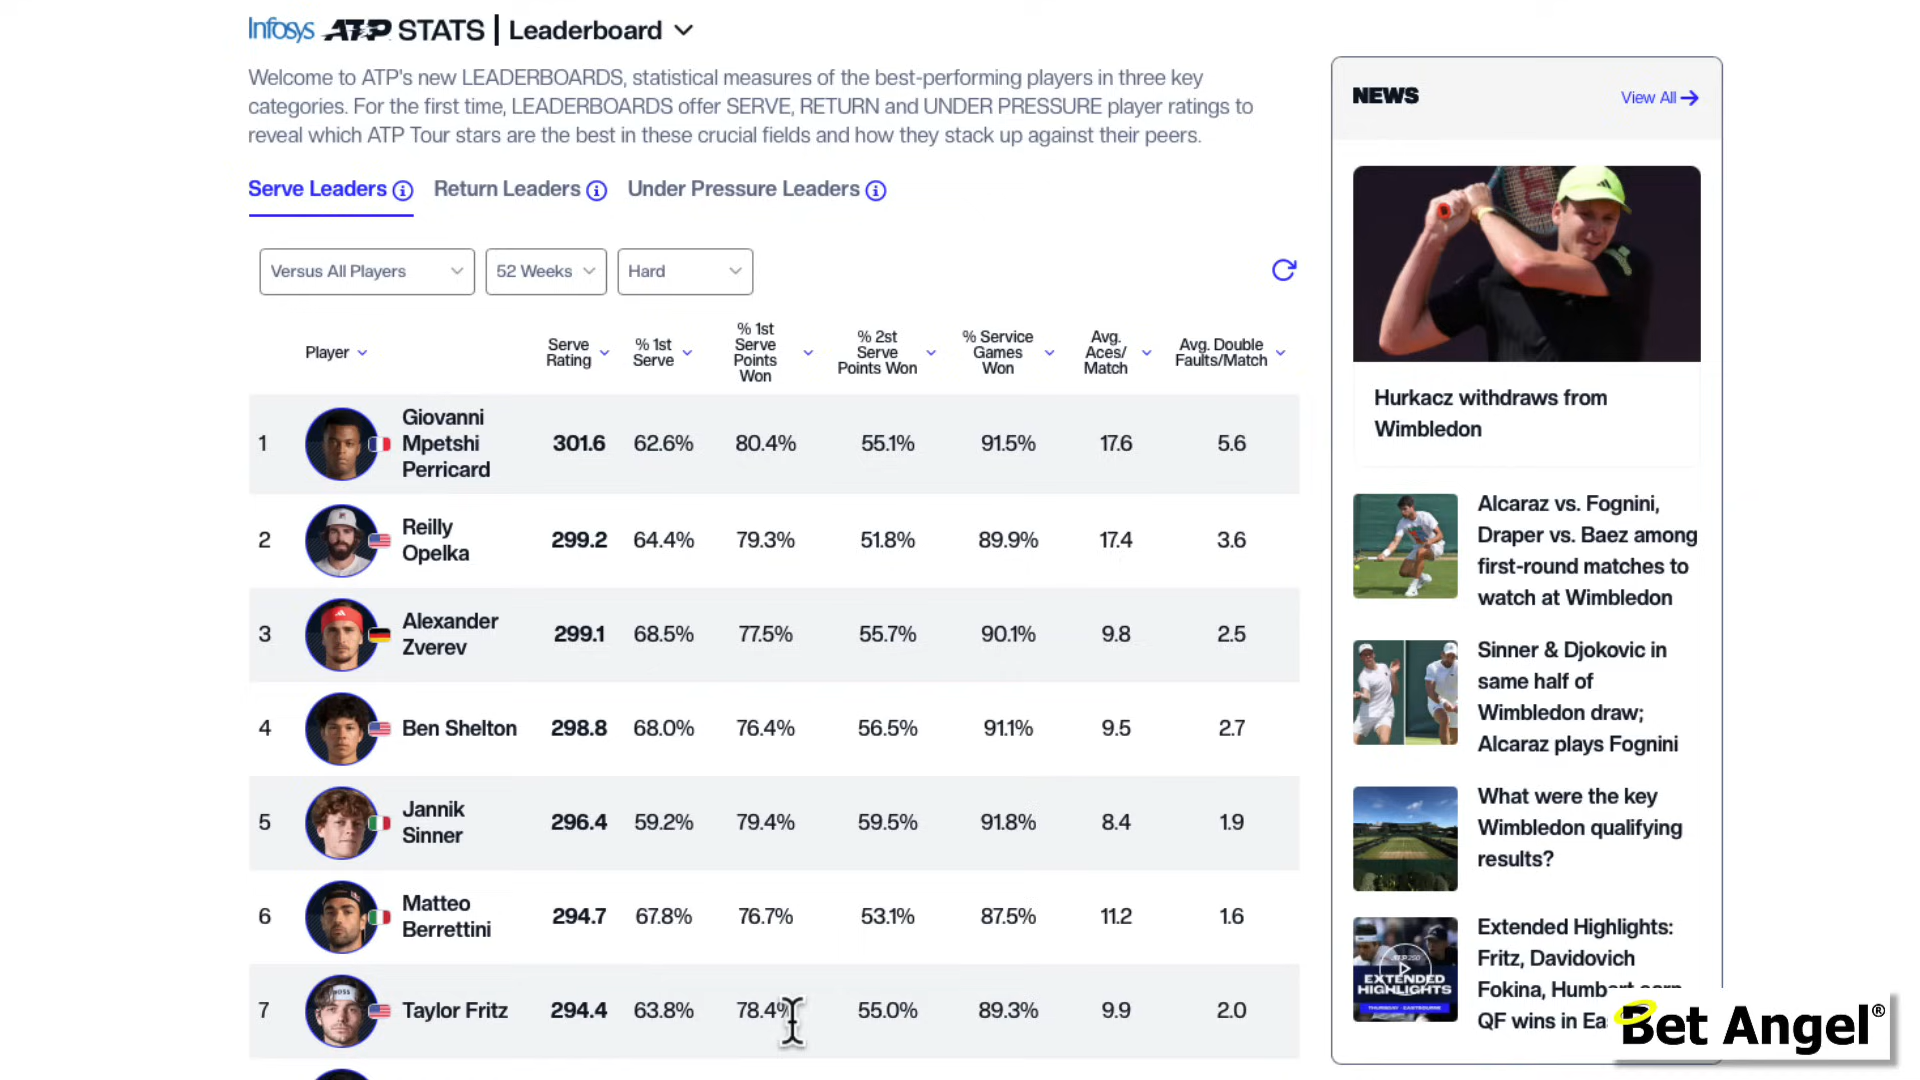 Infosys ATP STATS | Leaderboard
Welcome to ATP's new LEADERBOARDS, statistical measures of the best-performing players in three key
categories. For the first time, LEADERBOARDS offer SERVE, RETURN and UNDER PRESSURE player ratings to
reveal which ATP Tour stars are the best in these crucial fields and how they stack up against their peers.
Serve Leaders Return Leaders Under Pressure Leaders
Versus All Players 52 Weeks Hard
Player
Serve
Rating
% 1st
Serve
% 1st
Serve
Points
Won
% 2st
Serve
Points Won
% Service
Games
Won
Avg.
Aces/
Match
Avg. Double
Faults/Match
1 Giovanni
Mpetshi
Perricard
301.6 62.6% 80.4% 55.1% 91.5% 17.6 5.6
2 Reilly
Opelka
299.2 64.4% 79.3% 51.8% 89.9% 17.4 3.6
3 Alexander
Zverev
299.1 68.5% 77.5% 55.7% 90.1% 9.8 2.5
4 Ben Shelton 298.8 68.0% 76.4% 56.5% 91.1% 9.5 2.7
5 Jannik
Sinner
296.4 59.2% 79.4% 59.5% 91.8% 8.4 1.9
6 Matteo
Berrettini
294.7 67.8% 76.7% 53.1% 87.5% 11.2 1.6
7 Taylor Fritz 294.4 63.8% 78.4% 55.0% 89.3% 9.9 2.0
NEWS View All
Hurkacz withdraws from
Wimbledon
Alcaraz vs. Fognini,
Draper vs. Baez among
first-round matches to
watch at Wimbledon
Sinner & Djokovic in
same half of
Wimbledon draw;
Alcaraz plays Fognini
What were the key
Wimbledon qualifying
results?
EXTENDED
HIGHLIGHTS
Extended Highlights:
Fritz, Davidovich
Fokina, Humbert earn
QF wins in Ea
Bet Angel®